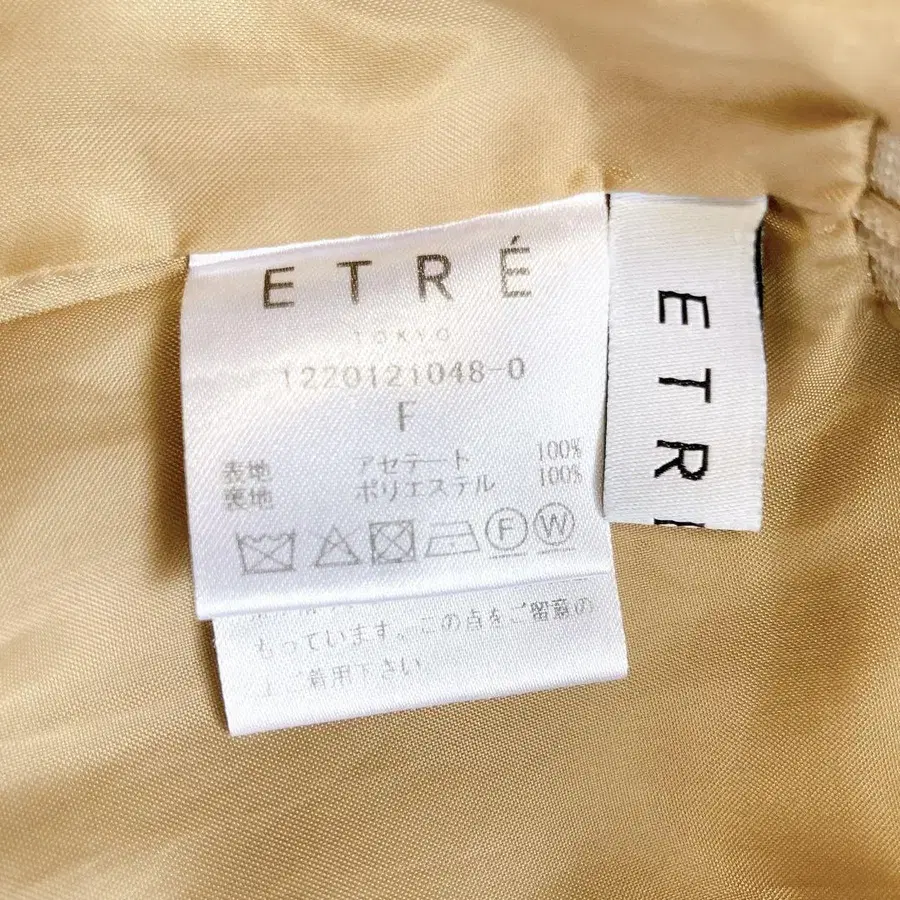 ETRÉ
TOKYO
1220121048-0
F
表地 アセテート 100%
裏地 ポリエステル 100%
F W
もっています。この点をご留意の
上ご着用下さい
ETR